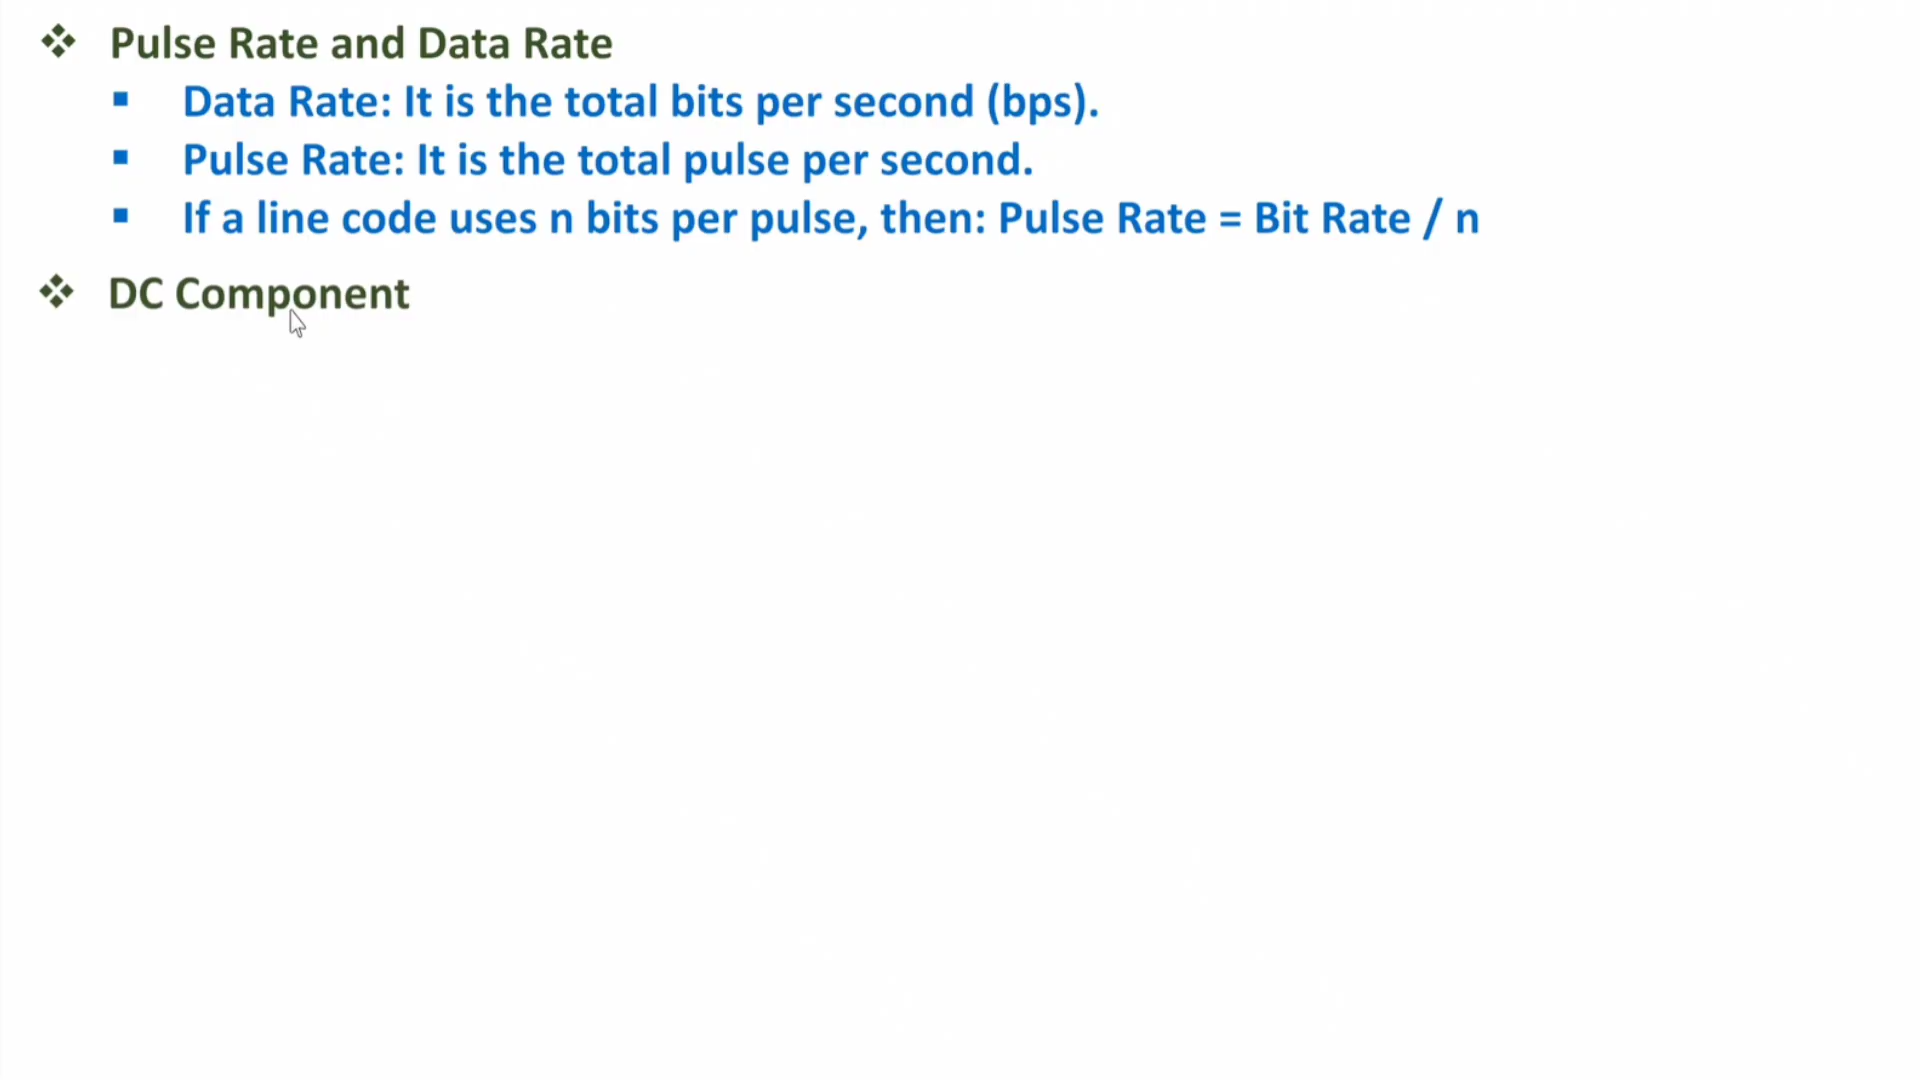 Pulse Rate and Data Rate
Data Rate: It is the total bits per second (bps).
Pulse Rate: It is the total pulse per second.
If a line code uses n bits per pulse, then: Pulse Rate = Bit Rate / n
DC Component